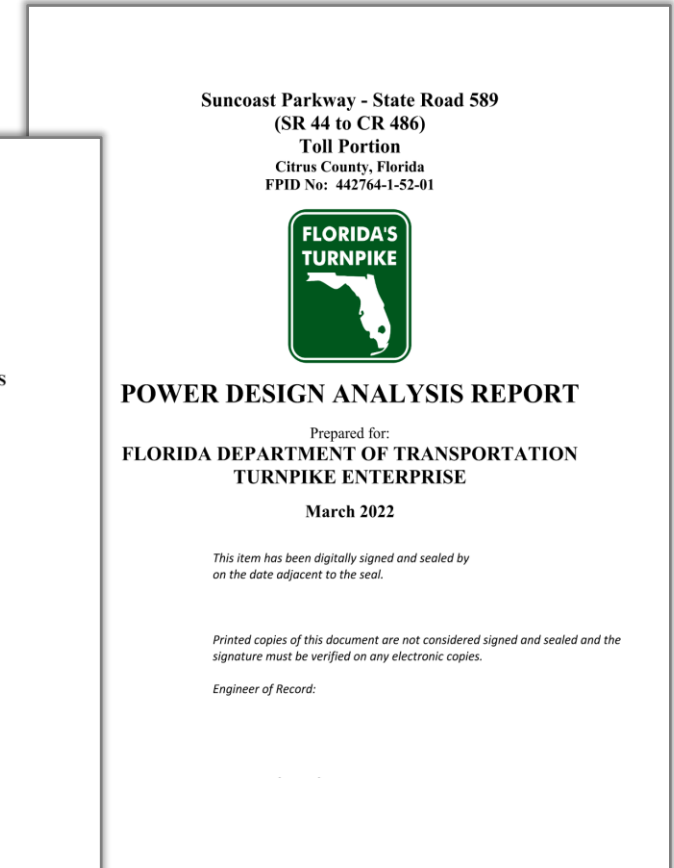 Suncoast Parkway - State Road 589
(SR 44 to CR 486)
Toll Portion
Citrus County, Florida
FPID No: 442764-1-52-01
FLORIDA'S
TURNPIKE
POWER DESIGN ANALYSIS REPORT
Prepared for:
FLORIDA DEPARTMENT OF TRANSPORTATION
TURNPIKE ENTERPRISE
March 2022
This item has been digitally signed and sealed by
on the date adjacent to the seal.
Printed copies of this document are not considered signed and sealed and the
signature must be verified on any electronic copies.
Engineer of Record: